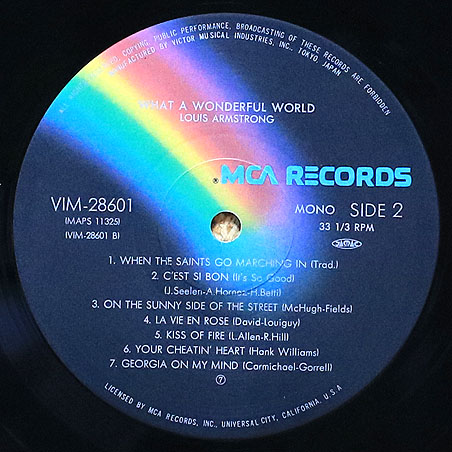 ALL RIGHTS RESERVED. COPYING, PUBLIC PERFORMANCE, BROADCASTING OF THESE RECORDS ARE FORBIDDEN
MANUFACTURED BY VICTOR MUSICAL INDUSTRIES, INC. TOKYO, JAPAN
WHAT A WONDERFUL WORLD
LOUIS ARMSTRONG
® MCA RECORDS
VIM-28601
(MAPS 11325)
(VIM-28601 B)
MONO SIDE 2
33 1/3 RPM
1. WHEN THE SAINTS GO MARCHING IN (Trad.)
2. C'EST SI BON (It's So Good)
(J.Seelen-A.Hornez-H.Betti)
3. ON THE SUNNY SIDE OF THE STREET (McHugh-Fields)
4. LA VIE EN ROSE (David-Louiguy)
5. KISS OF FIRE (L.Allen-R.Hill)
6. YOUR CHEATIN' HEART (Hank Williams)
7. GEORGIA ON MY MIND (Carmichael-Gorrell)
⑦
LICENSED BY MCA RECORDS, INC., UNIVERSAL CITY, CALIFORNIA, U.S.A